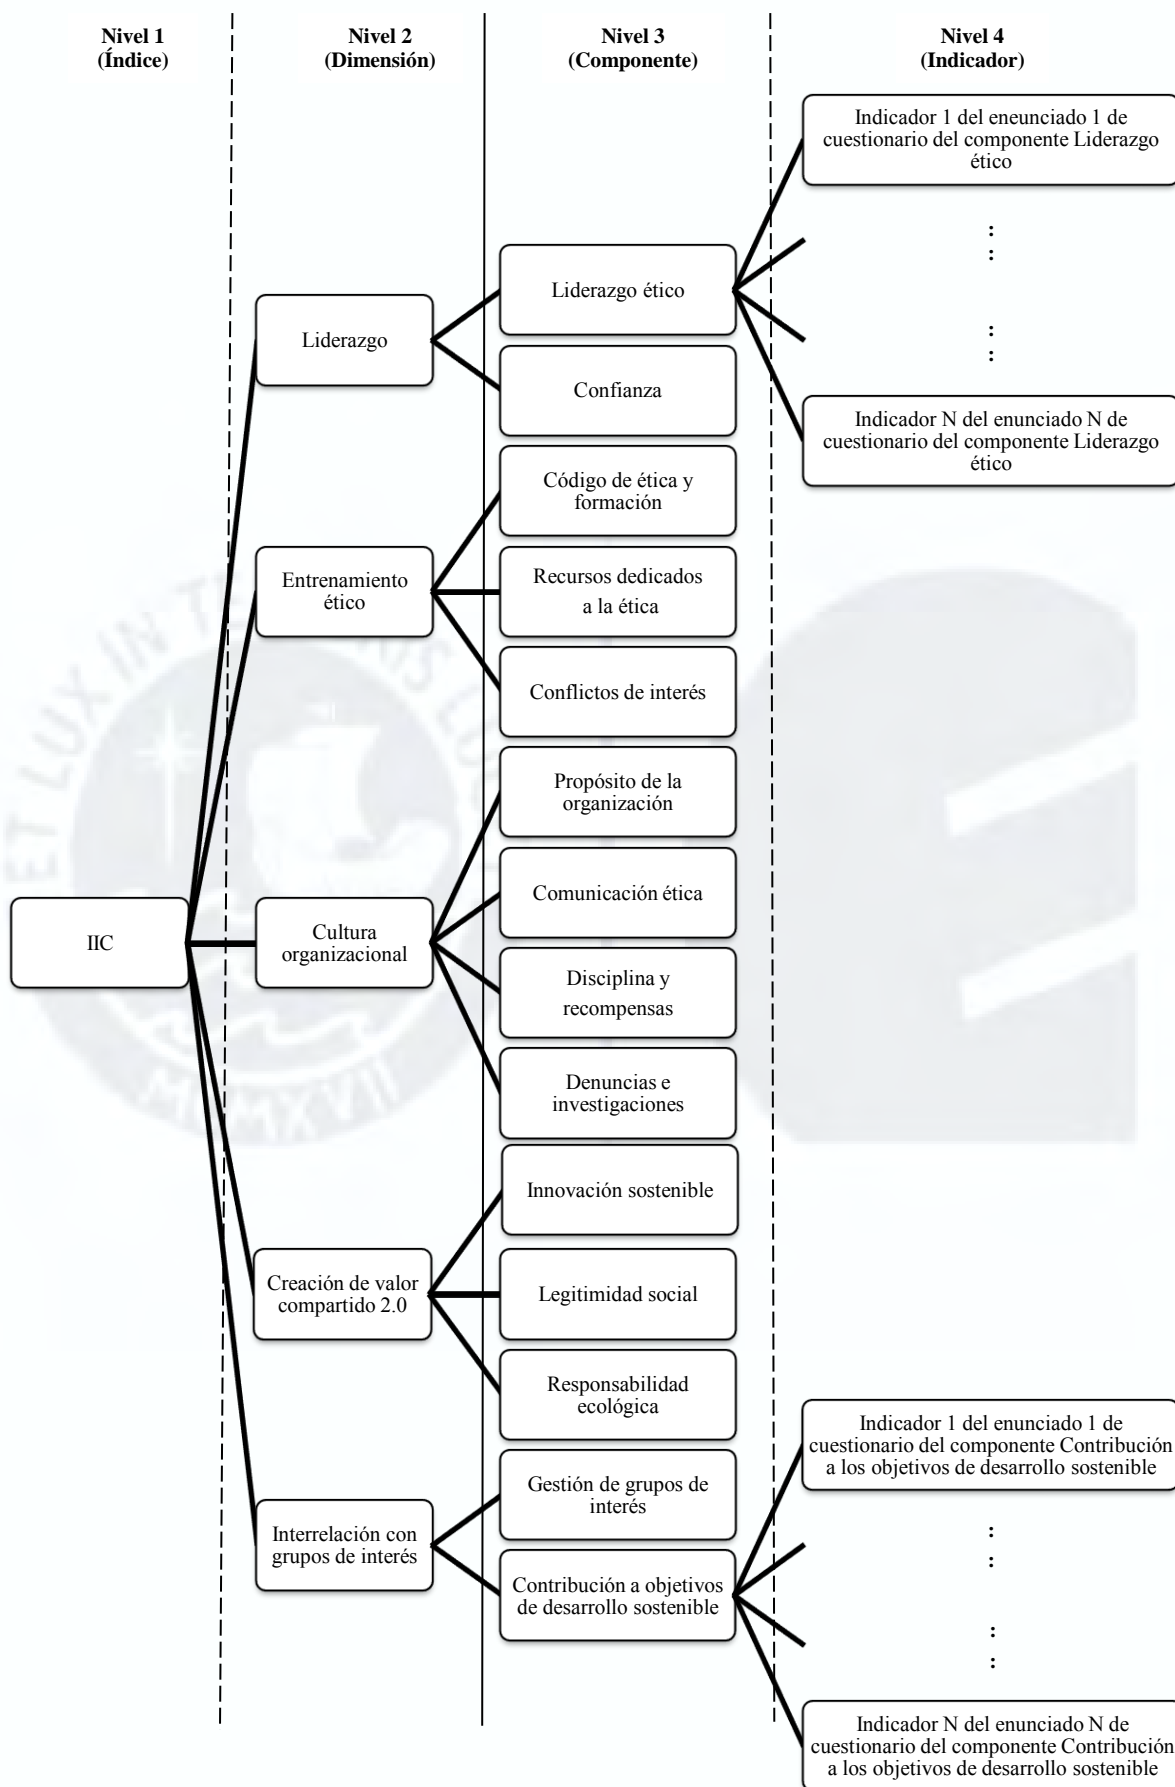 Nivel 1
(Índice)
Nivel 2
(Dimensión)
Nivel 3
(Componente)
Nivel 4
(Indicador)
Indicador 1 del eneunciado 1 de
cuestionario del componente Liderazgo
ético
:
:
:
:
Indicador N del enunciado N de
cuestionario del componente Liderazgo
ético
Liderazgo ético
Liderazgo
Confianza
Código de ética y
formación
Entrenamiento
ético
Recursos dedicados
a la ética
Conflictos de interés
Propósito de la
organización
Comunicación ética
IIC
Cultura
organizacional
Disciplina y
recompensas
Denuncias e
investigaciones
Innovación sostenible
Creación de valor
compartido 2.0
Legitimidad social
Responsabilidad
ecológica
Gestión de grupos de
interés
Interrelación con
grupos de interés
Contribución a objetivos
de desarrollo sostenible
Indicador 1 del enunciado 1 de
cuestionario del componente Contribución
a los objetivos de desarrollo sostenible
:
:
:
:
Indicador N del enunciado N de
cuestionario del componente Contribución
a los objetivos de desarrollo sostenible
ET LUX IN TE
MCMXVII